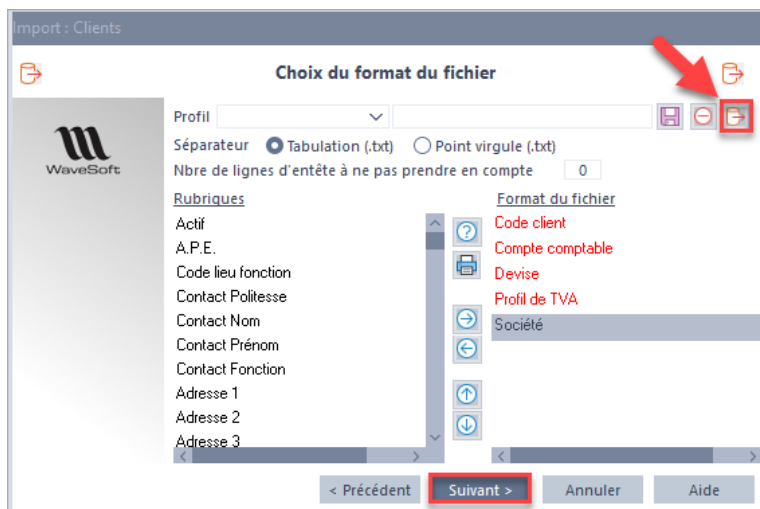 Import : Clients
Choix du format du fichier
WaveSoft
Profil
Séparateur Tabulation (.txt) Point virgule (.txt)
Nbre de lignes d'entête à ne pas prendre en compte 0
Rubriques
Actif
A.P.E.
Code lieu fonction
Contact Politesse
Contact Nom
Contact Prénom
Contact Fonction
Adresse 1
Adresse 2
Adresse 3
Format du fichier
Code client
Compte comptable
Devise
Profil de TVA
Société
< Précédent Suivant > Annuler Aide